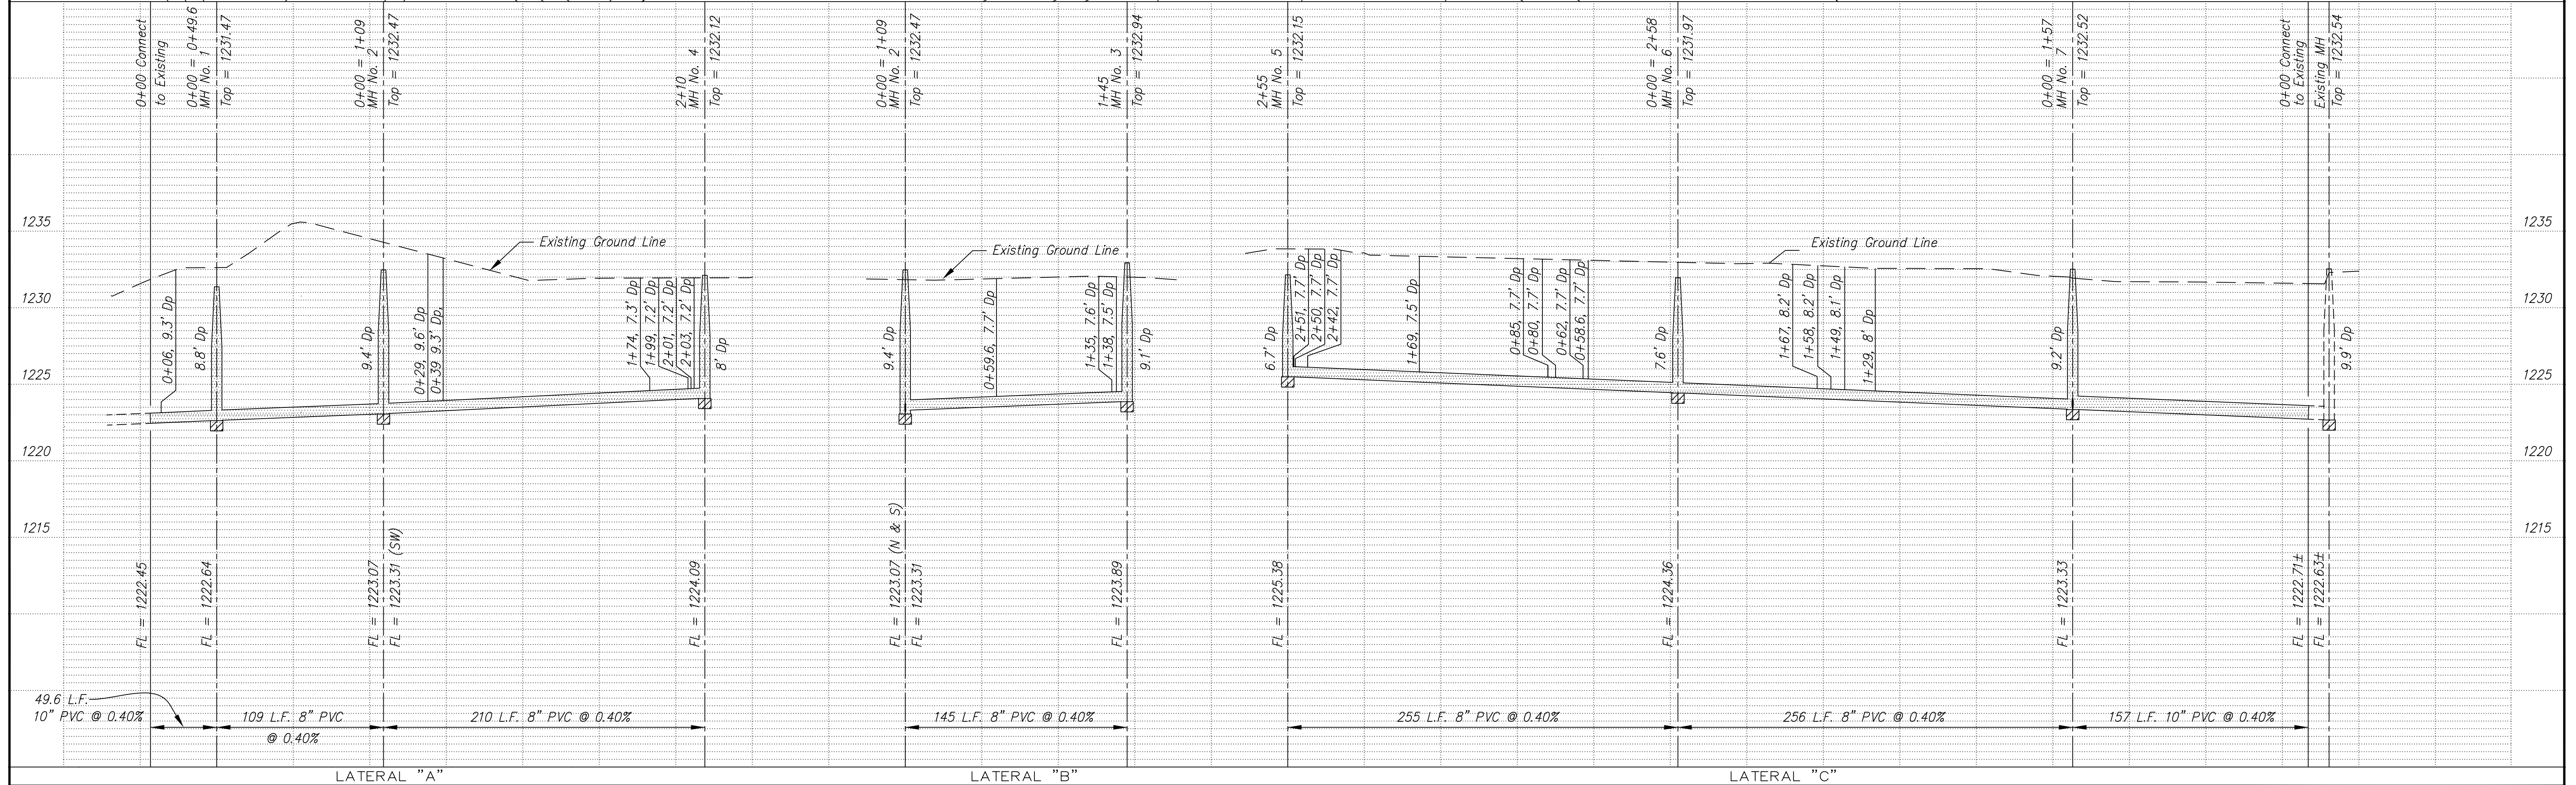 0+00 Connect
to Existing
0+00 = 0+49.6
MH No. 1
Top = 1231.47
0+00 = 1+09
MH No. 2
Top = 1232.47
2+10
MH No. 4
Top = 1232.12
0+00 = 1+09
MH No. 2
Top = 1232.47
1+45
MH No. 3
Top = 1232.94
2+55
MH No. 5
Top = 1232.15
0+00 = 2+58
MH No. 6
Top = 1231.97
0+00 = 1+57
MH No. 7
Top = 1232.52
0+00 Connect
to Existing
Existing MH
Top = 1232.54
1235
1230
1225
1220
1215
Existing Ground Line
Existing Ground Line
Existing Ground Line
1235
1230
1225
1220
1215
0+06, 9.3' Dp
8.8' Dp
9.4' Dp
0+29, 9.6' Dp
0+39 9.3' Dp,
1+74, 7.3' Dp
1+99, 7.2' Dp
2+01, 7.2' Dp
2+03, 7.2' Dp
8' Dp
9.4' Dp
0+59.6, 7.7' Dp
1+35, 7.6' Dp
1+38, 7.5' Dp
9.1' Dp
6.7' Dp
2+51, 7.7' Dp
2+50, 7.7' Dp
2+42, 7.7' Dp
1+69, 7.5' Dp
0+85, 7.7' Dp
0+80, 7.7' Dp
0+62, 7.7' Dp
0+58.6, 7.7' Dp
7.6' Dp
1+67, 8.2' Dp
1+58, 8.2' Dp
1+49, 8.1' Dp
1+29, 8' Dp
9.2' Dp
9.9' Dp
FL = 1222.45
FL = 1222.64
FL = 1223.07
FL = 1223.31 (SW)
FL = 1224.09
FL = 1223.07 (N & S)
FL = 1223.31
FL = 1223.89
FL = 1225.38
FL = 1224.36
FL = 1223.33
FL = 1222.71±
FL = 1222.63±
49.6 L.F.
10" PVC @ 0.40%
109 L.F. 8" PVC
@ 0.40%
210 L.F. 8" PVC @ 0.40%
145 L.F. 8" PVC @ 0.40%
255 L.F. 8" PVC @ 0.40%
256 L.F. 8" PVC @ 0.40%
157 L.F. 10" PVC @ 0.40%
LATERAL "A"
LATERAL "B"
LATERAL "C"